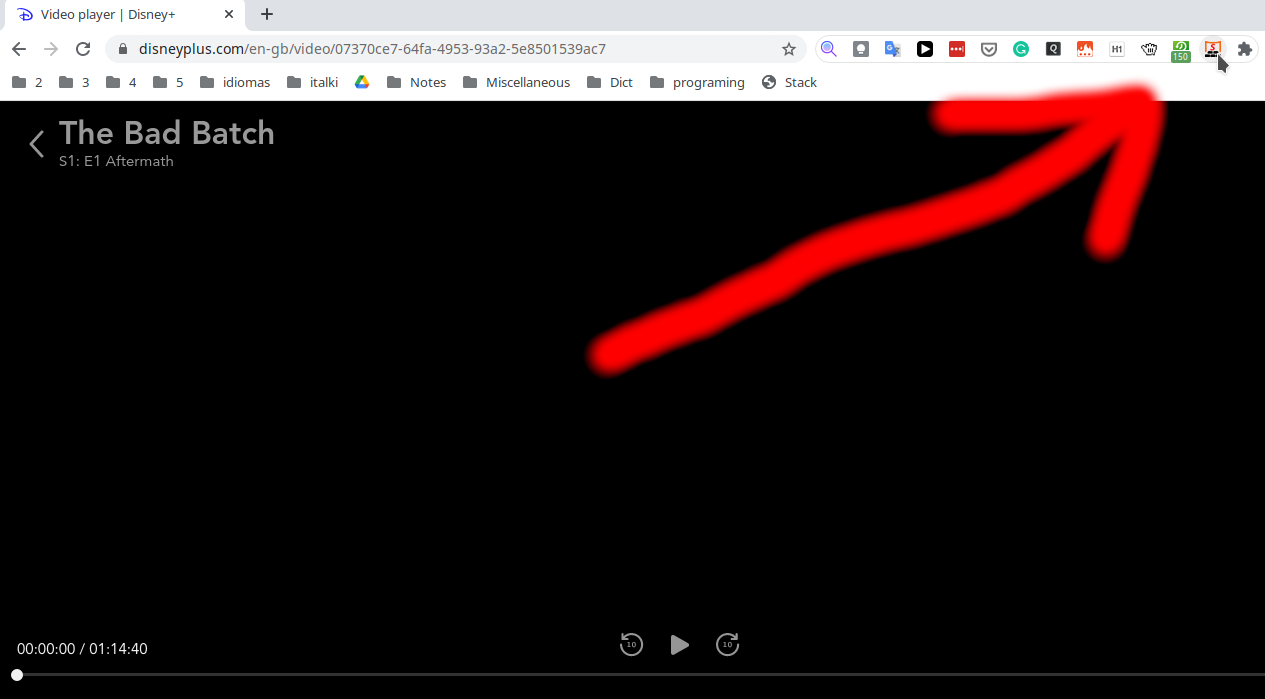 Video player | Disney+
disneyplus.com/en-gb/video/07370ce7-64fa-4953-93a2-5e8501539ac7
Q
H1
150
S
2 3 4 5 idiomas italki Notes Miscellaneous Dict programing Stack
The Bad Batch
S1: E1 Aftermath
10 10
00:00:00 / 01:14:40